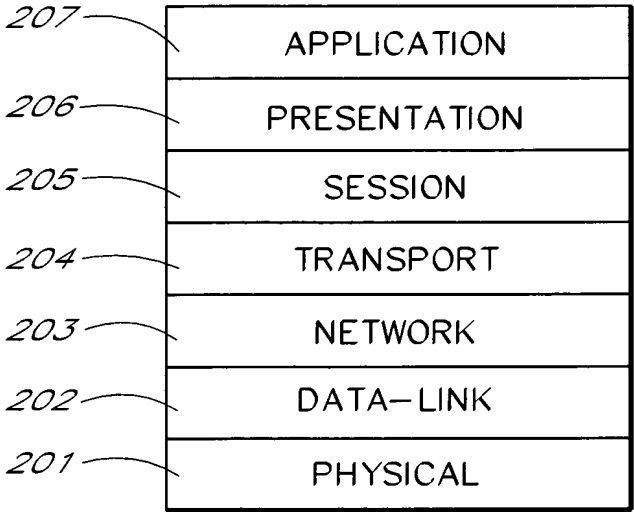 207 APPLICATION
206 PRESENTATION
205 SESSION
204 TRANSPORT
203 NETWORK
202 DATA-LINK
201 PHYSICAL